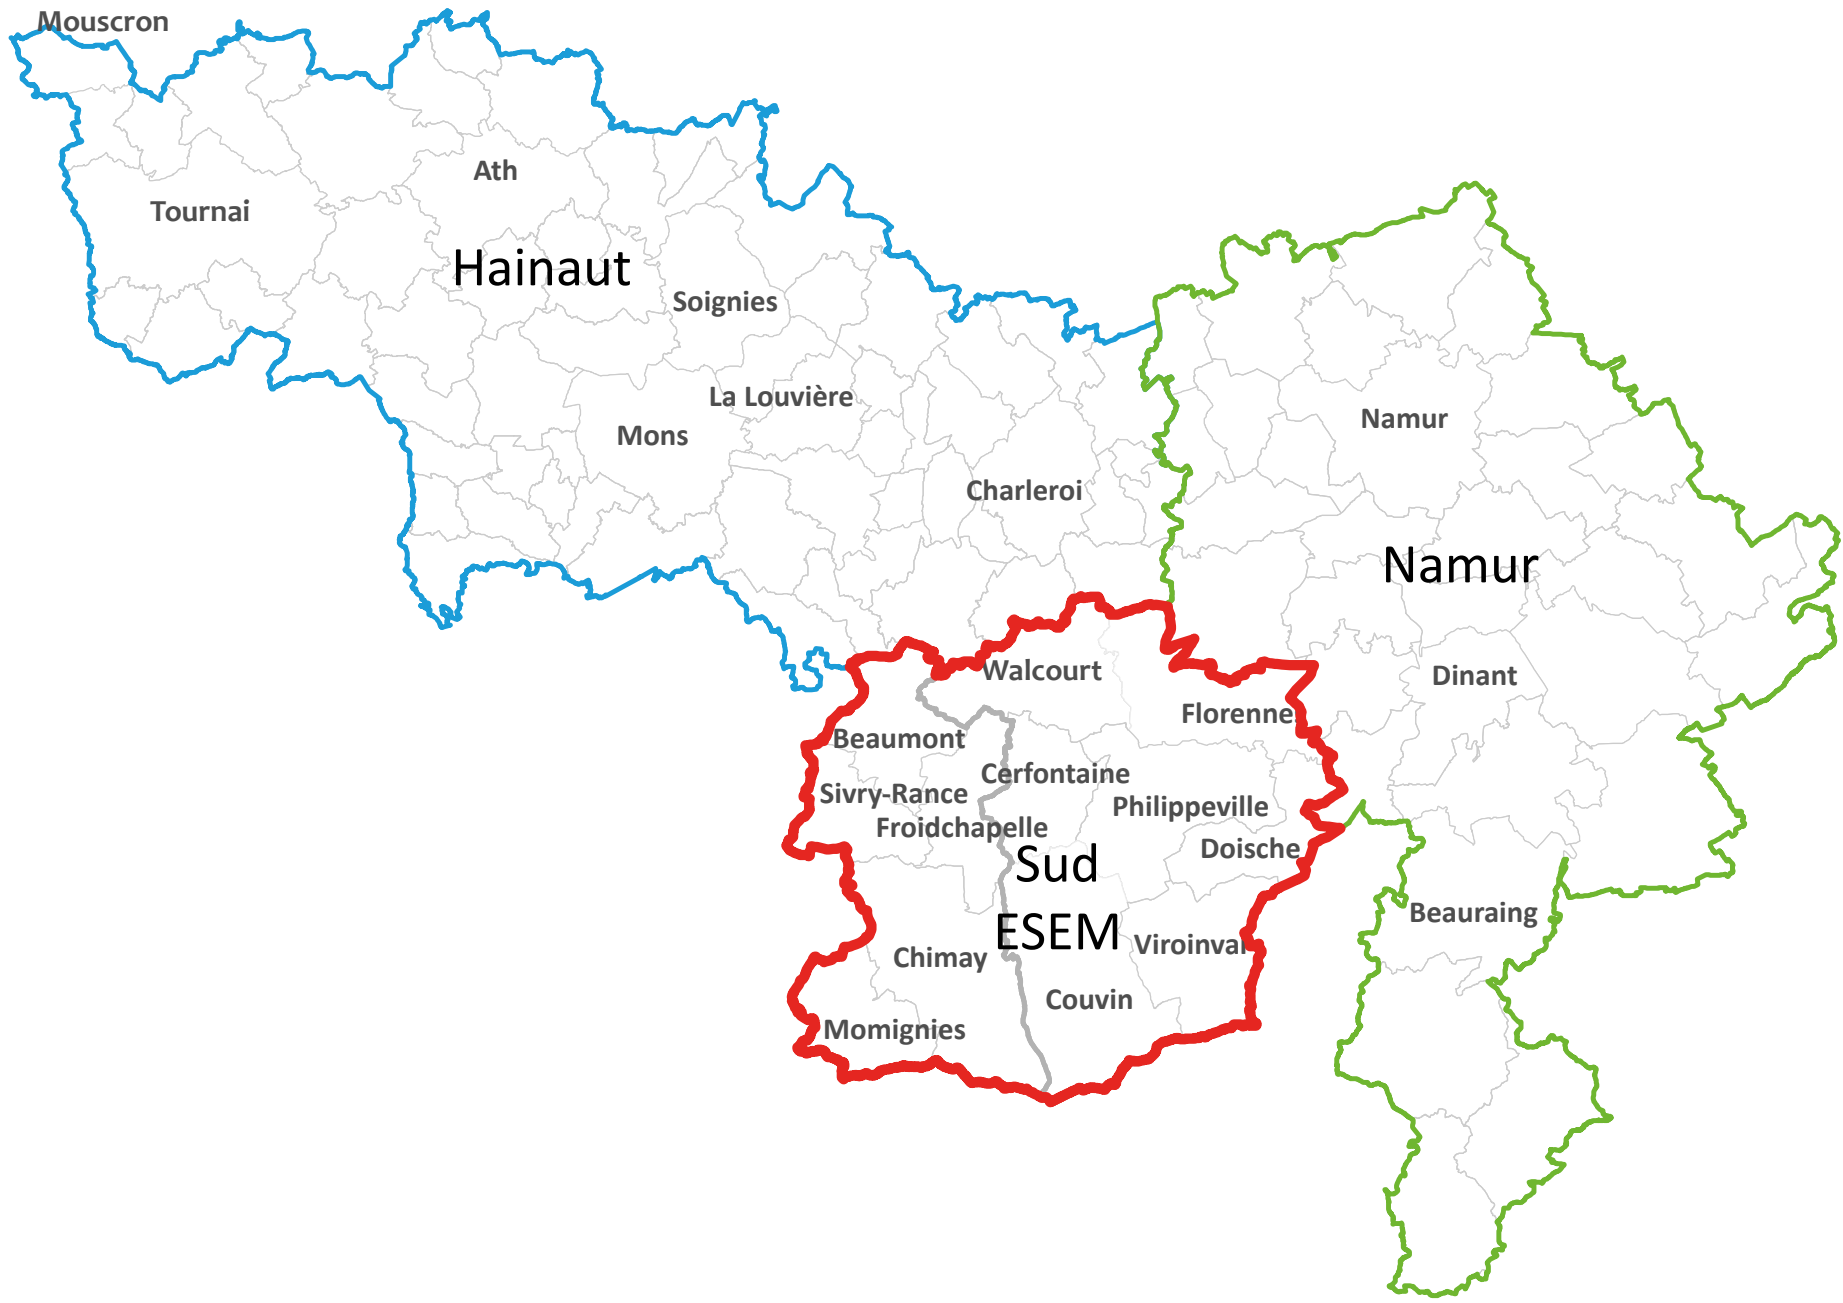 Mouscron
Ath
Tournai
Hainaut
Soignies
La Louvière
Mons
Namur
Charleroi
Namur
Walcourt
Dinant
Florenne
Beaumont
Cerfontaine
Sivry-Rance
Philippeville
Froidchapelle
Doische
Sud
ESEM
Beauraing
Viroinval
Chimay
Couvin
Momignies